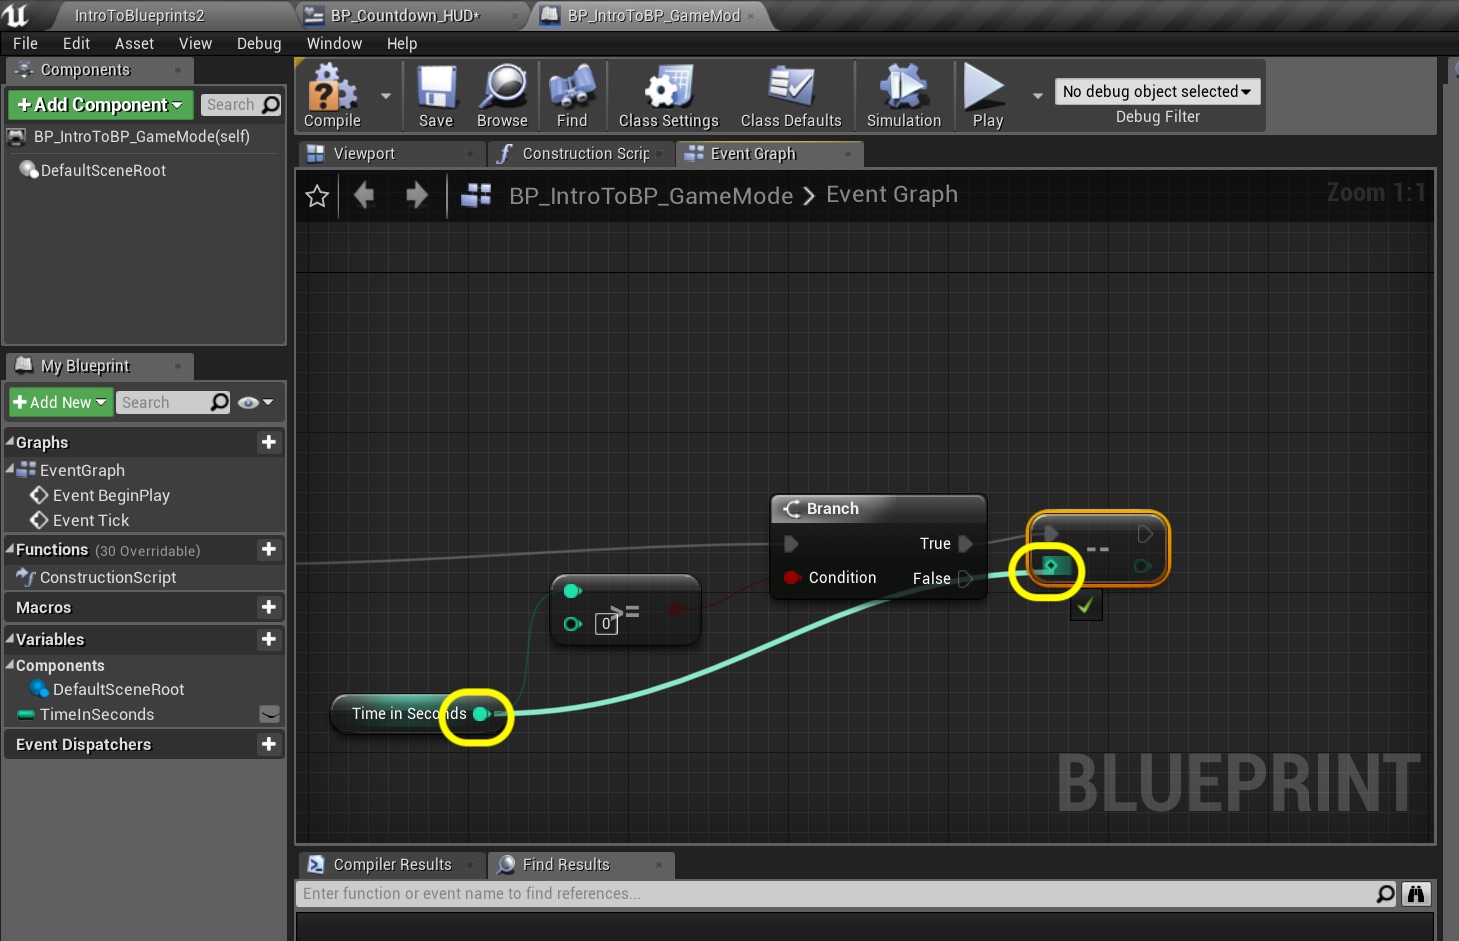 IntroToBlueprints2
BP_Countdown_HUD*
BP_IntroToBP_GameMod
File Edit Asset View Debug Window Help
Components
+Add Component
Search
BP_IntroToBP_GameMode(self)
DefaultSceneRoot
Compile
Save
Browse
Find
Class Settings
Class Defaults
Simulation
Play
No debug object selected
Debug Filter
Viewport
Construction Scrip
Event Graph
BP_IntroToBP_GameMode > Event Graph
Zoom 1:1
My Blueprint
+Add New
Search
Graphs
EventGraph
Event BeginPlay
Event Tick
Functions (30 Overridable)
ConstructionScript
Macros
Variables
Components
DefaultSceneRoot
TimeInSeconds
Event Dispatchers
Branch
True
Condition
False
--
>=
0
Time in Seconds
BLUEPRINT
Compiler Results
Find Results
Enter function or event name to find references...